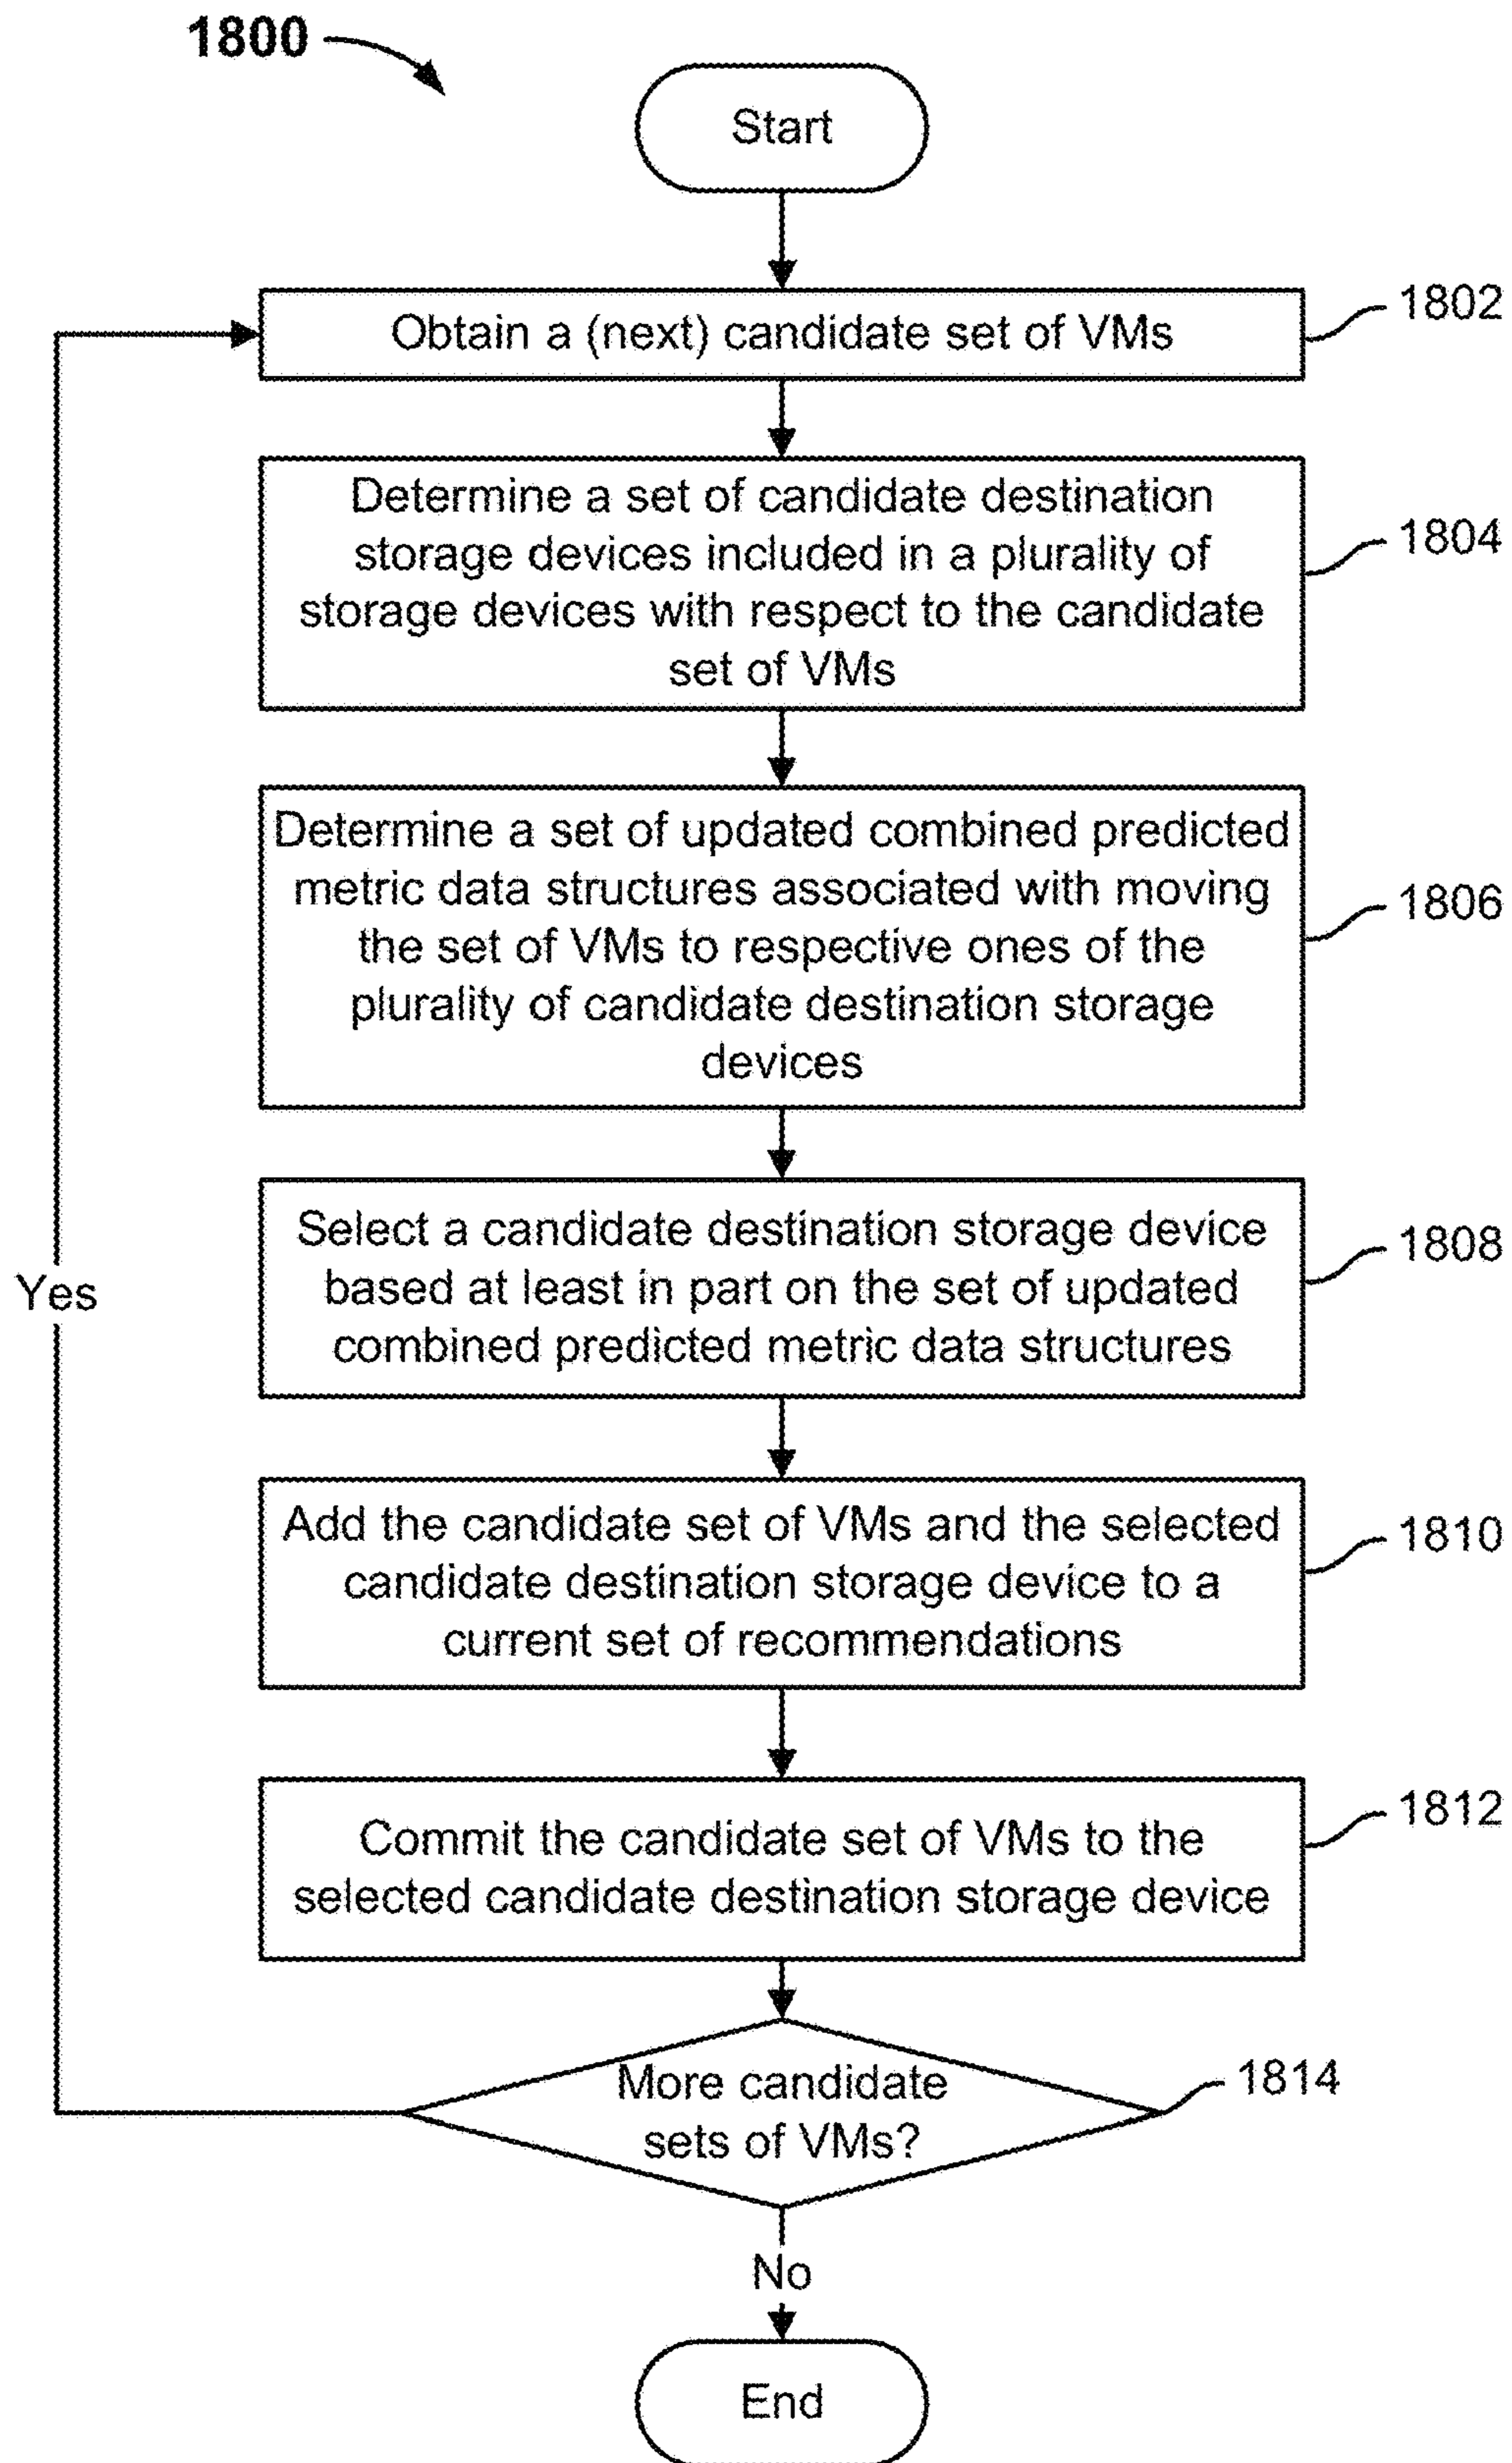 1800
Start
Obtain a (next) candidate set of VMs
1802
Determine a set of candidate destination
storage devices included in a plurality of
storage devices with respect to the candidate
set of VMs
1804
Determine a set of updated combined predicted
metric data structures associated with moving
the set of VMs to respective ones of the
plurality of candidate destination storage
devices
1806
Select a candidate destination storage device
based at least in part on the set of updated
combined predicted metric data structures
1808
Yes
Add the candidate set of VMs and the selected
candidate destination storage device to a
current set of recommendations
1810
Commit the candidate set of VMs to the
selected candidate destination storage device
1812
More candidate
sets of VMs?
1814
No
End